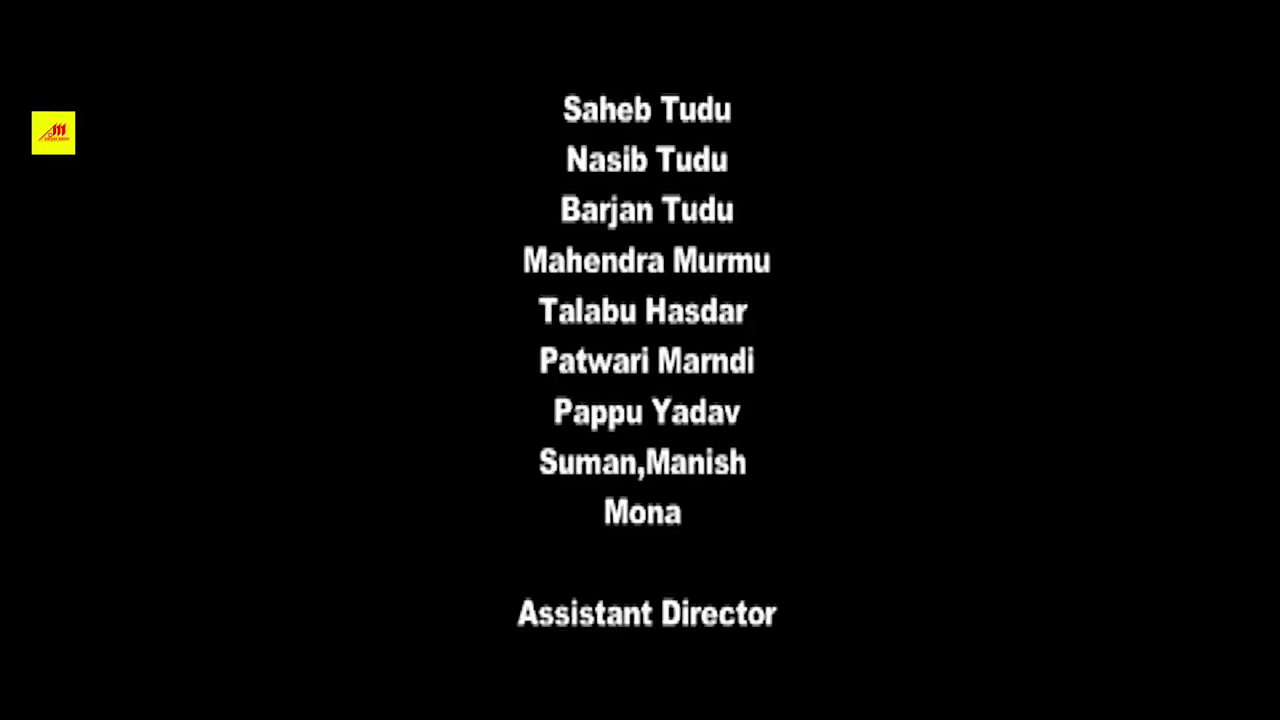 Saheb Tudu
Nasib Tudu
Barjan Tudu
Mahendra Murmu
Talabu Hasdar
Patwari Marndi
Pappu Yadav
Suman,Manish
Mona
Assistant Director